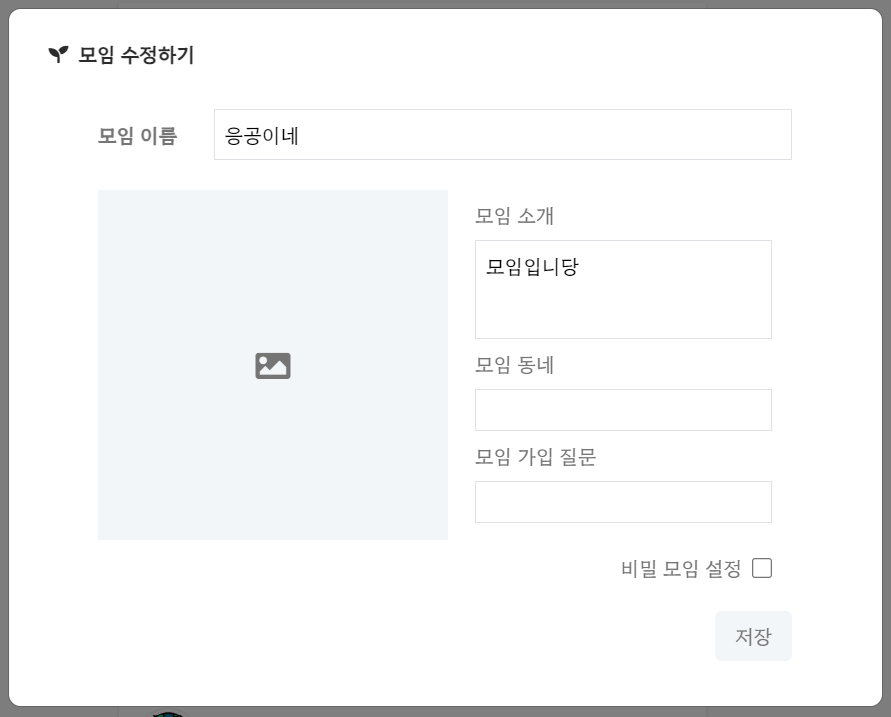 모임 수정하기
모임 이름
응공이네
모임 소개
모임입니당
모임 동네
모임 가입 질문
비밀 모임 설정
저장